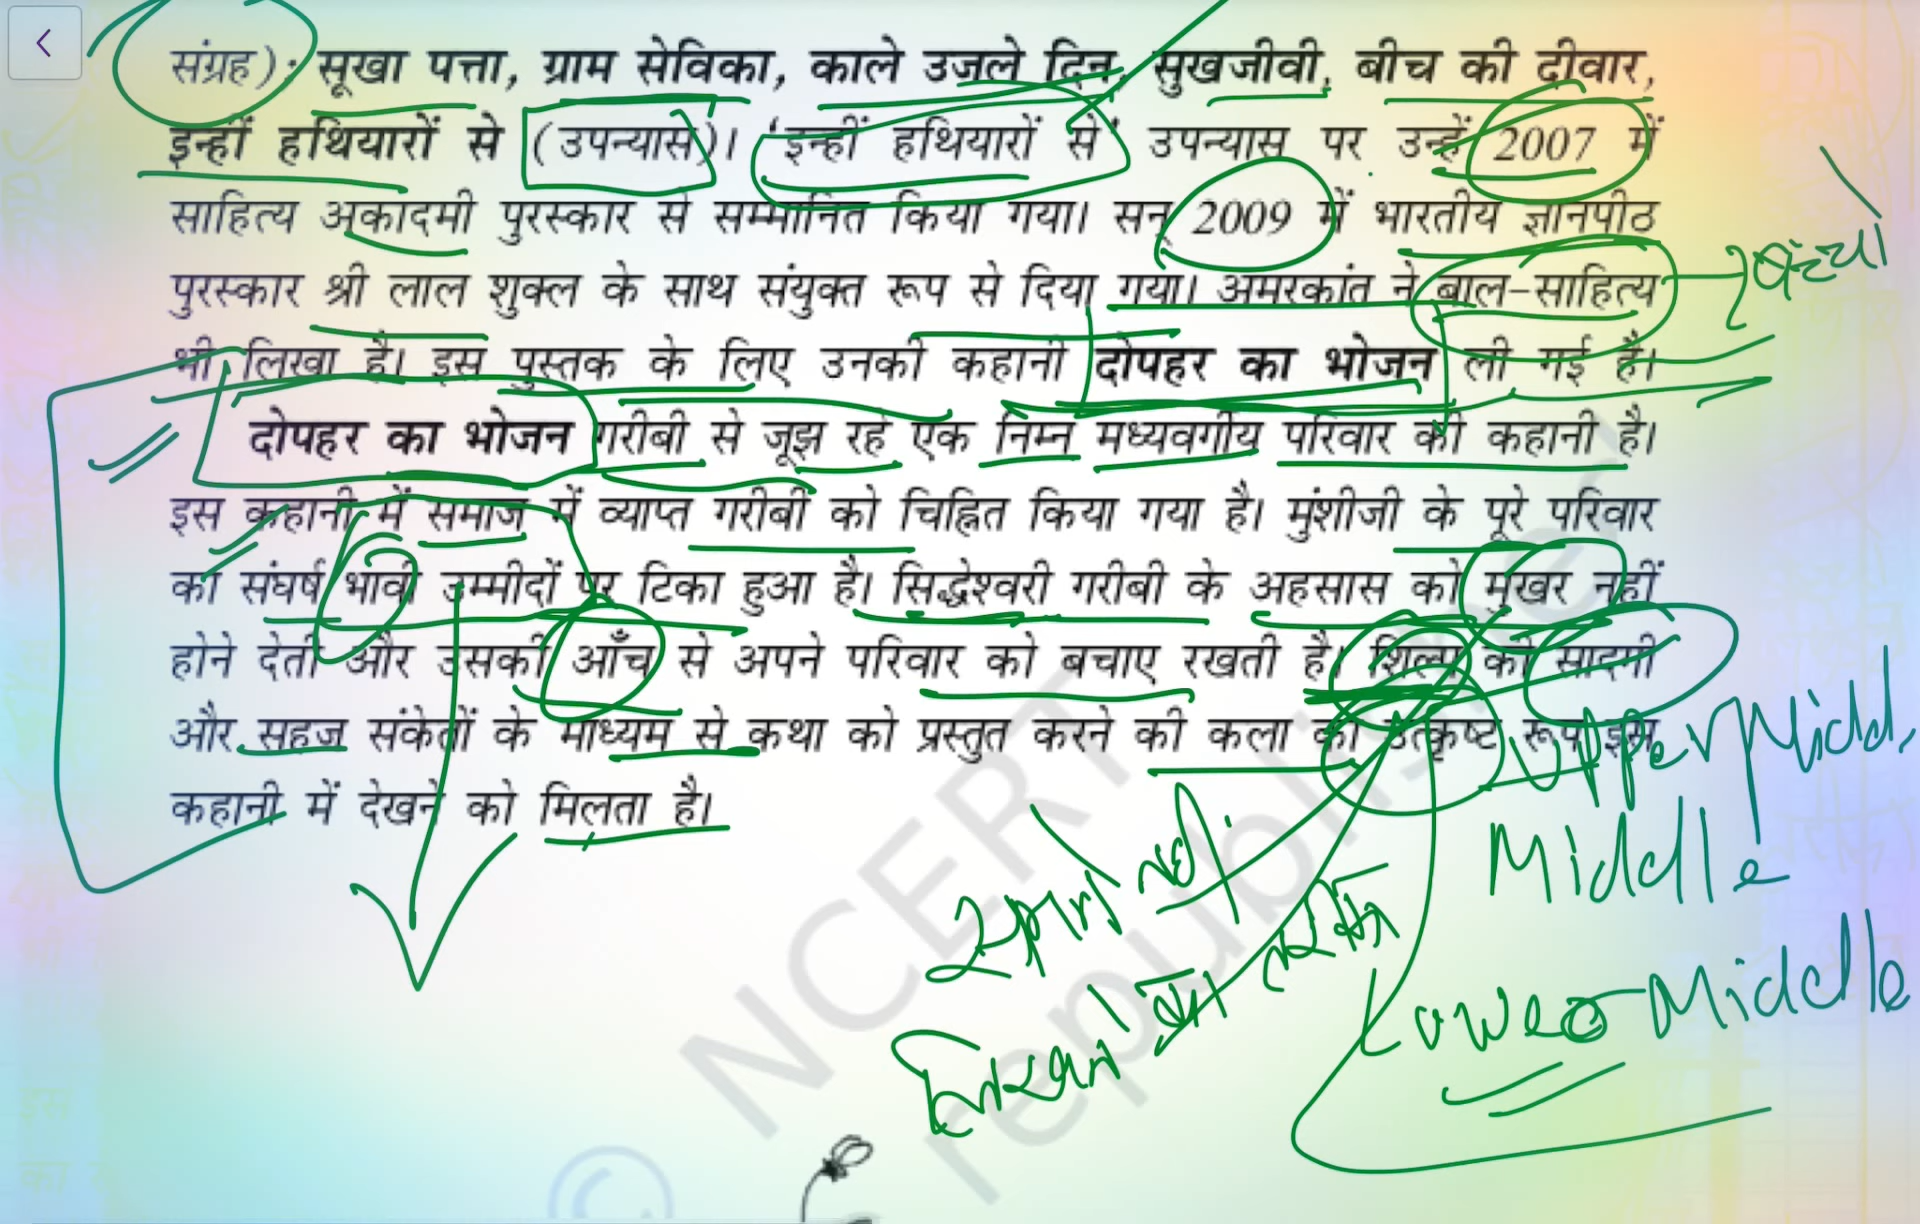 संग्रह); सूखा पत्ता, ग्राम सेविका, काले उजले दिन, सुखजीवी, बीच की दीवार,
इन्हीं हथियारों से (उपन्यास)। 'इन्हीं हथियारों से' उपन्यास पर उन्हें 2007 में
साहित्य अकादमी पुरस्कार से सम्मानित किया गया। सन् 2009 में भारतीय ज्ञानपीठ
पुरस्कार श्री लाल शुक्ल के साथ संयुक्त रूप से दिया गया। अमरकांत ने बाल-साहित्य
भी लिखा है। इस पुस्तक के लिए उनकी कहानी दोपहर का भोजन ली गई है।
दोपहर का भोजन गरीबी से जूझ रहे एक निम्न मध्यवर्गीय परिवार की कहानी है।
इस कहानी में समाज में व्याप्त गरीबी को चिह्नित किया गया है। मुंशीजी के पूरे परिवार
का संघर्ष भावी उम्मीदों पर टिका हुआ है। सिद्धेश्वरी गरीबी के अहसास को मुखर नहीं
होने देती और उसकी आँच से अपने परिवार को बचाए रखती है। शिल्प की सादगी
और सहज संकेतों के माध्यम से कथा को प्रस्तुत करने की कला का उत्कृष्ट रूप इस
कहानी में देखने को मिलता है।
बच्चों
Upper Midd.
Middle
Lower Middle
NCERT
republished
©